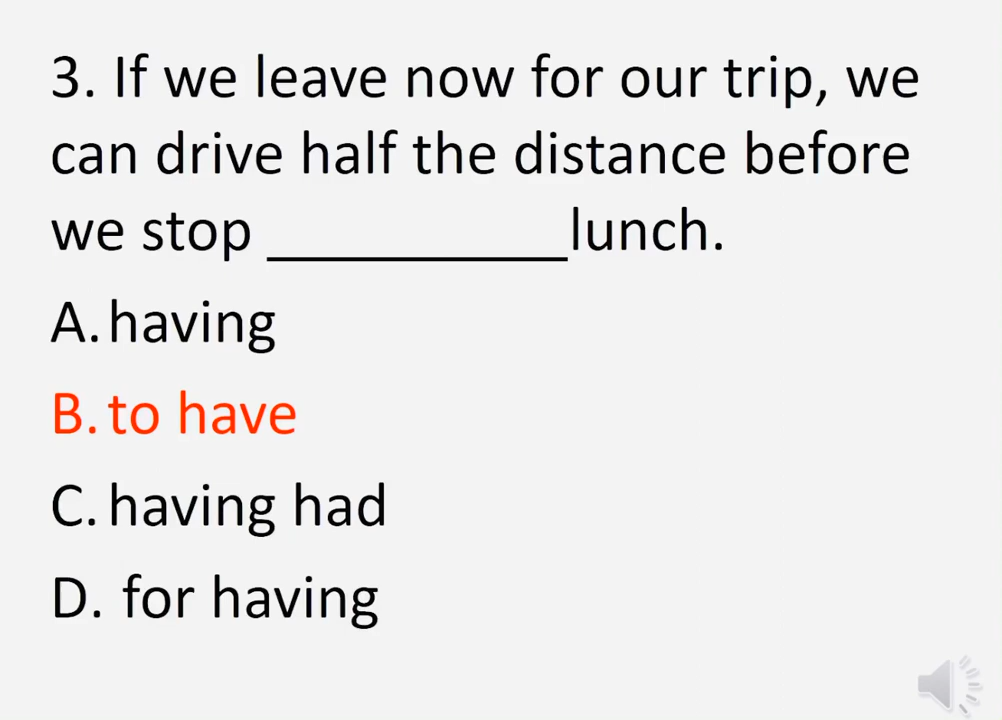 3. If we leave now for our trip, we
can drive half the distance before
we stop __________lunch.
A. having
B. to have
C. having had
D. for having